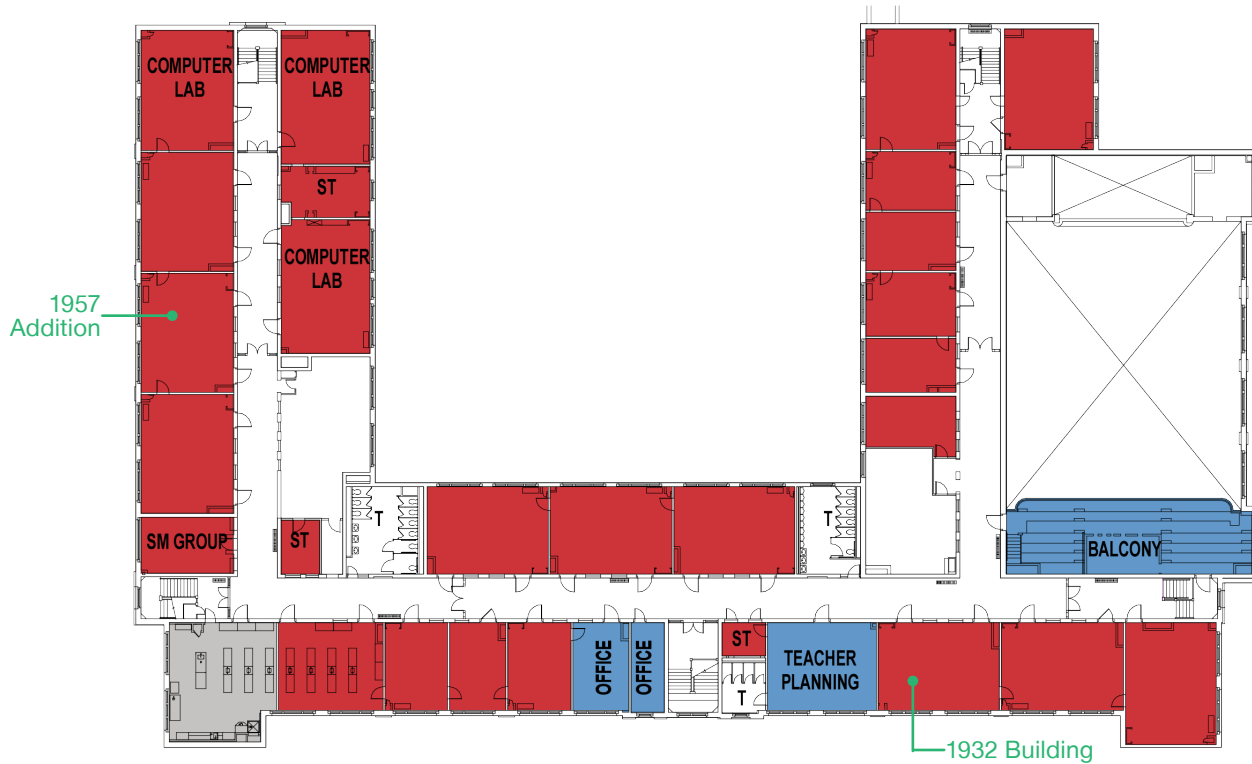 COMPUTER
LAB
COMPUTER
LAB
ST
COMPUTER
LAB
1957
Addition
T
T
SM GROUP
ST
BALCONY
OFFICE
OFFICE
ST
T
TEACHER
PLANNING
1932 Building